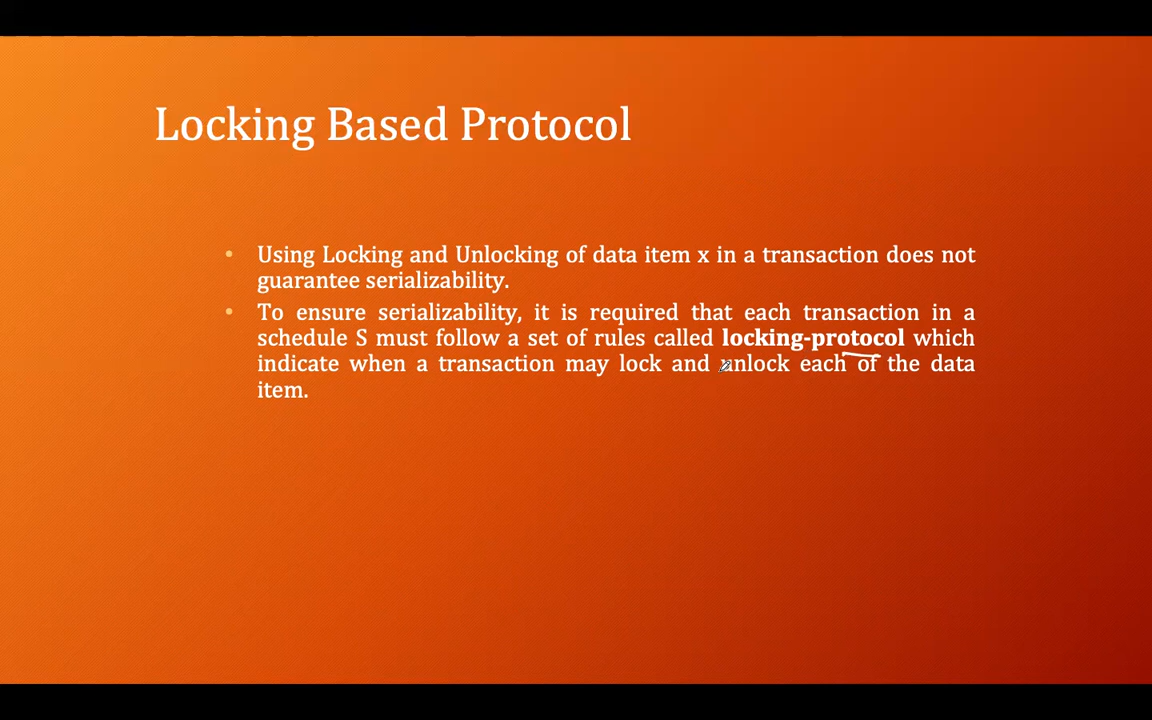 Locking Based Protocol
• Using Locking and Unlocking of data item x in a transaction does not
guarantee serializability.
• To ensure serializability, it is required that each transaction in a
schedule S must follow a set of rules called locking-protocol which
indicate when a transaction may lock and unlock each of the data
item.